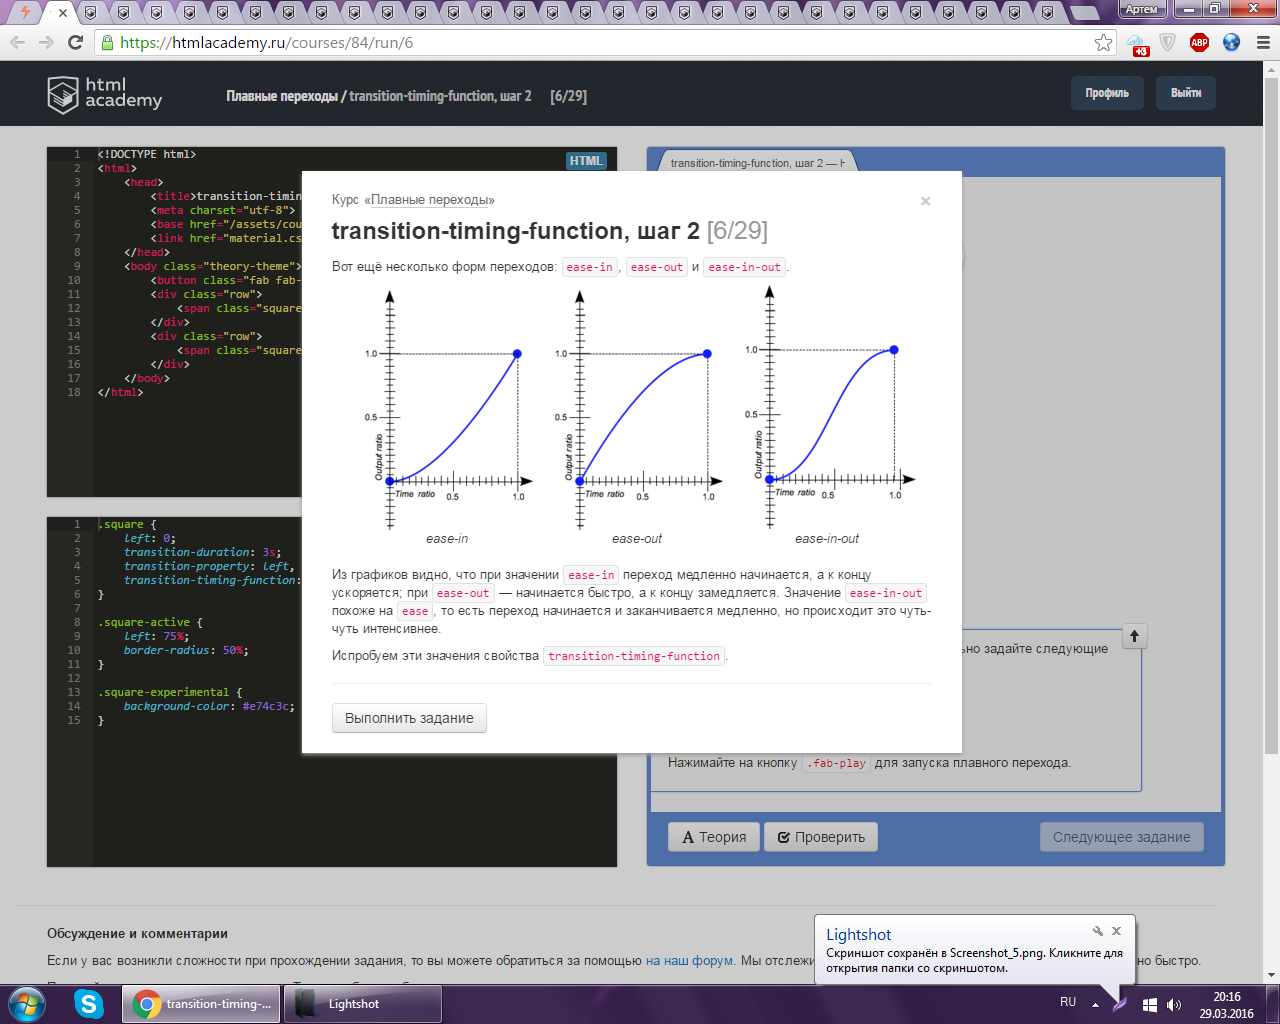 Артем
https://htmlacademy.ru/courses/84/run/6
+3
ABP
html
academy
Плавные переходы / transition-timing-function, шаг 2 [6/29]
Профиль
Выйти
HTML
1 <!DOCTYPE html>
2 <html>
3 <head>
4 <title>transition-timin
5 <meta charset="utf-8">
6 <base href="/assets/cou
7 <link href="material.cs
8 </head>
9 <body class="theory-theme">
10 <button class="fab fab-
11 <div class="row">
12 <span class="square
13 </div>
14 <div class="row">
15 <span class="square
16 </div>
17 </body>
18 </html>
1 .square {
2 left: 0;
3 transition-duration: 3s;
4 transition-property: left,
5 transition-timing-function:
6 }
7
8 .square-active {
9 left: 75%;
10 border-radius: 50%;
11 }
12
13 .square-experimental {
14 background-color: #e74c3c;
15 }
transition-timing-function, шаг 2 — 
Курс «Плавные переходы»
×
transition-timing-function, шаг 2 [6/29]
Вот ещё несколько форм переходов: ease-in, ease-out и ease-in-out.
1.0
0.5
Output ratio
Time ratio
0.5
1.0
ease-in
1.0
0.5
Output ratio
Time ratio
0.5
1.0
ease-out
1.0
0.5
Output ratio
Time ratio
0.5
1.0
ease-in-out
Из графиков видно, что при значении ease-in переход медленно начинается, а к концу
ускоряется; при ease-out — начинается быстро, а к концу замедляется. Значение ease-in-out
похоже на ease, то есть переход начинается и заканчивается медленно, но происходит это чуть-
чуть интенсивнее.
Испробуем эти значения свойства transition-timing-function.
Выполнить задание
но задайте следующие
Нажимайте на кнопку .fab-play для запуска плавного перехода.
A Теория
Проверить
Следующее задание
Обсуждение и комментарии
Если у вас возникли сложности при прохождении задания, то вы можете обратиться за помощью на наш форум. Мы отслежи
но быстро.
Lightshot
Скриншот сохранён в Screenshot_5.png. Кликните для
открытия папки со скриншотом.
transition-timing-...
Lightshot
RU
20:16
29.03.2016